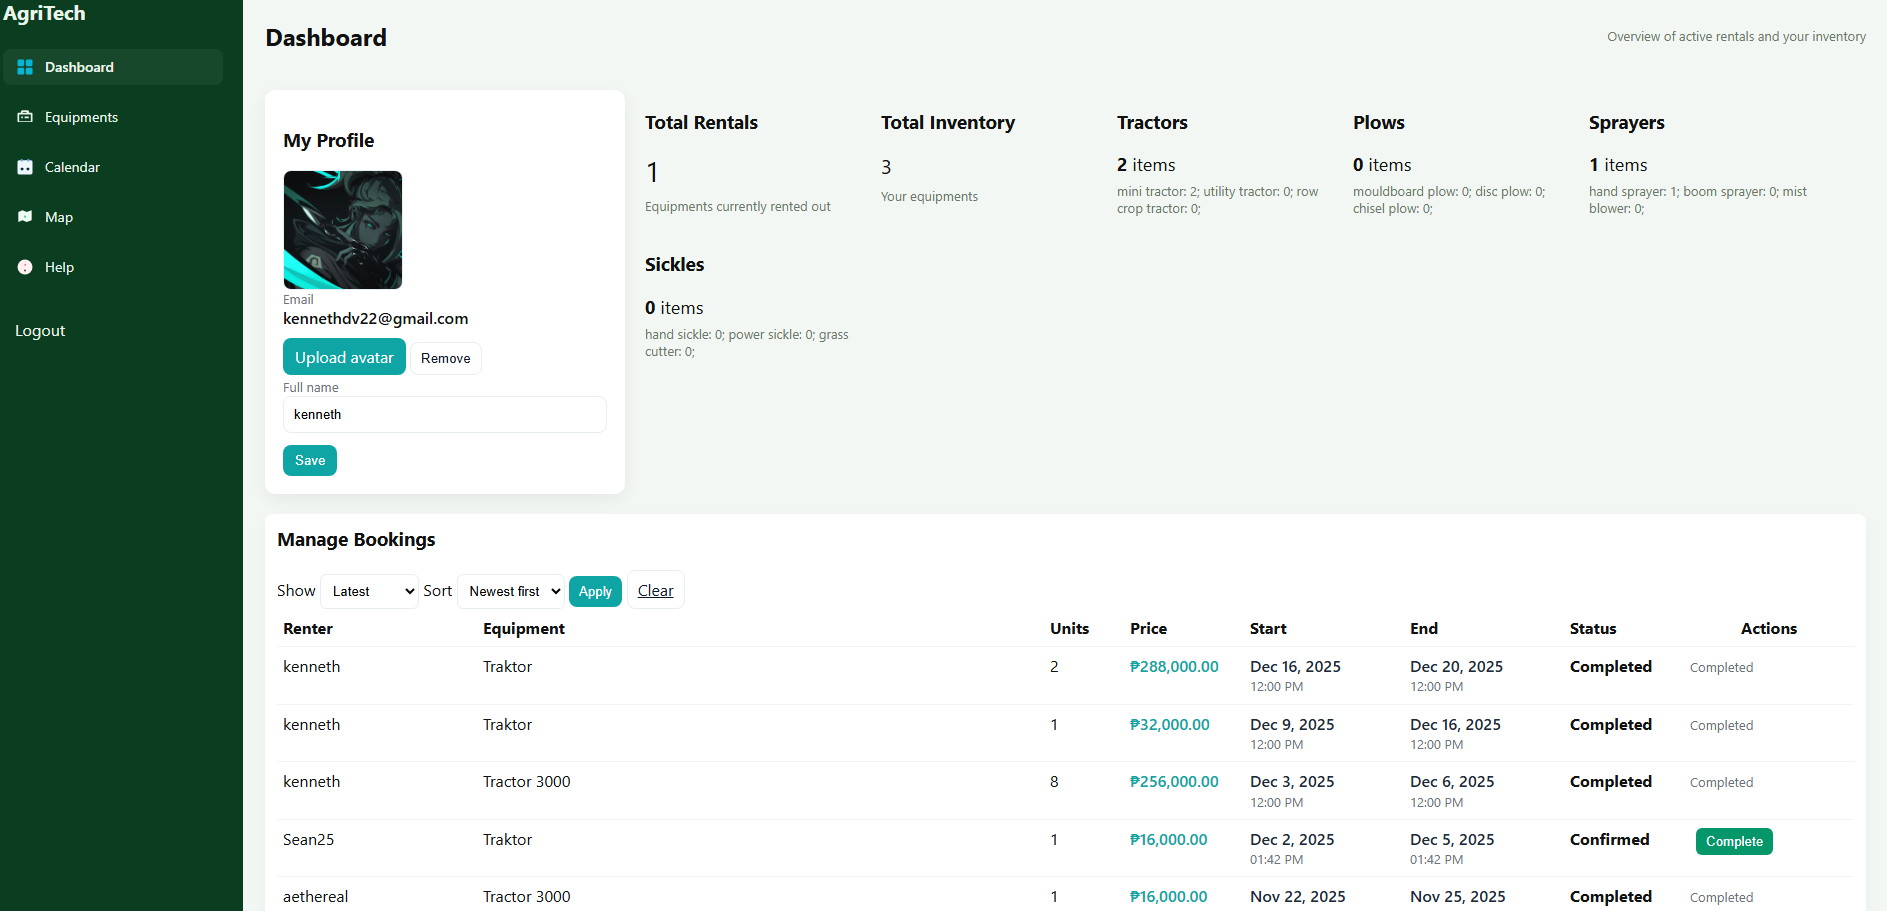 AgriTech
Dashboard
Equipments
Calendar
Map
Help
Logout
Dashboard
Overview of active rentals and your inventory
My Profile
Email
kennethdv22@gmail.com
Upload avatar Remove
Full name
kenneth
Save
Total Rentals
1
Equipments currently rented out
Total Inventory
3
Your equipments
Tractors
2 items
mini tractor: 2; utility tractor: 0; row
crop tractor: 0;
Plows
0 items
mouldboard plow: 0; disc plow: 0;
chisel plow: 0;
Sprayers
1 items
hand sprayer: 1; boom sprayer: 0; mist
blower: 0;
Sickles
0 items
hand sickle: 0; power sickle: 0; grass
cutter: 0;
Manage Bookings
Show Latest Sort Newest first Apply Clear
Renter Equipment Units Price Start End Status Actions
kenneth Traktor 2 ₱288,000.00 Dec 16, 2025 Dec 20, 2025 Completed Completed
12:00 PM 12:00 PM
kenneth Traktor 1 ₱32,000.00 Dec 9, 2025 Dec 16, 2025 Completed Completed
12:00 PM 12:00 PM
kenneth Tractor 3000 8 ₱256,000.00 Dec 3, 2025 Dec 6, 2025 Completed Completed
12:00 PM 12:00 PM
Sean25 Traktor 1 ₱16,000.00 Dec 2, 2025 Dec 5, 2025 Confirmed Complete
01:42 PM 01:42 PM
aethereal Tractor 3000 1 ₱16,000.00 Nov 22, 2025 Nov 25, 2025 Completed Completed